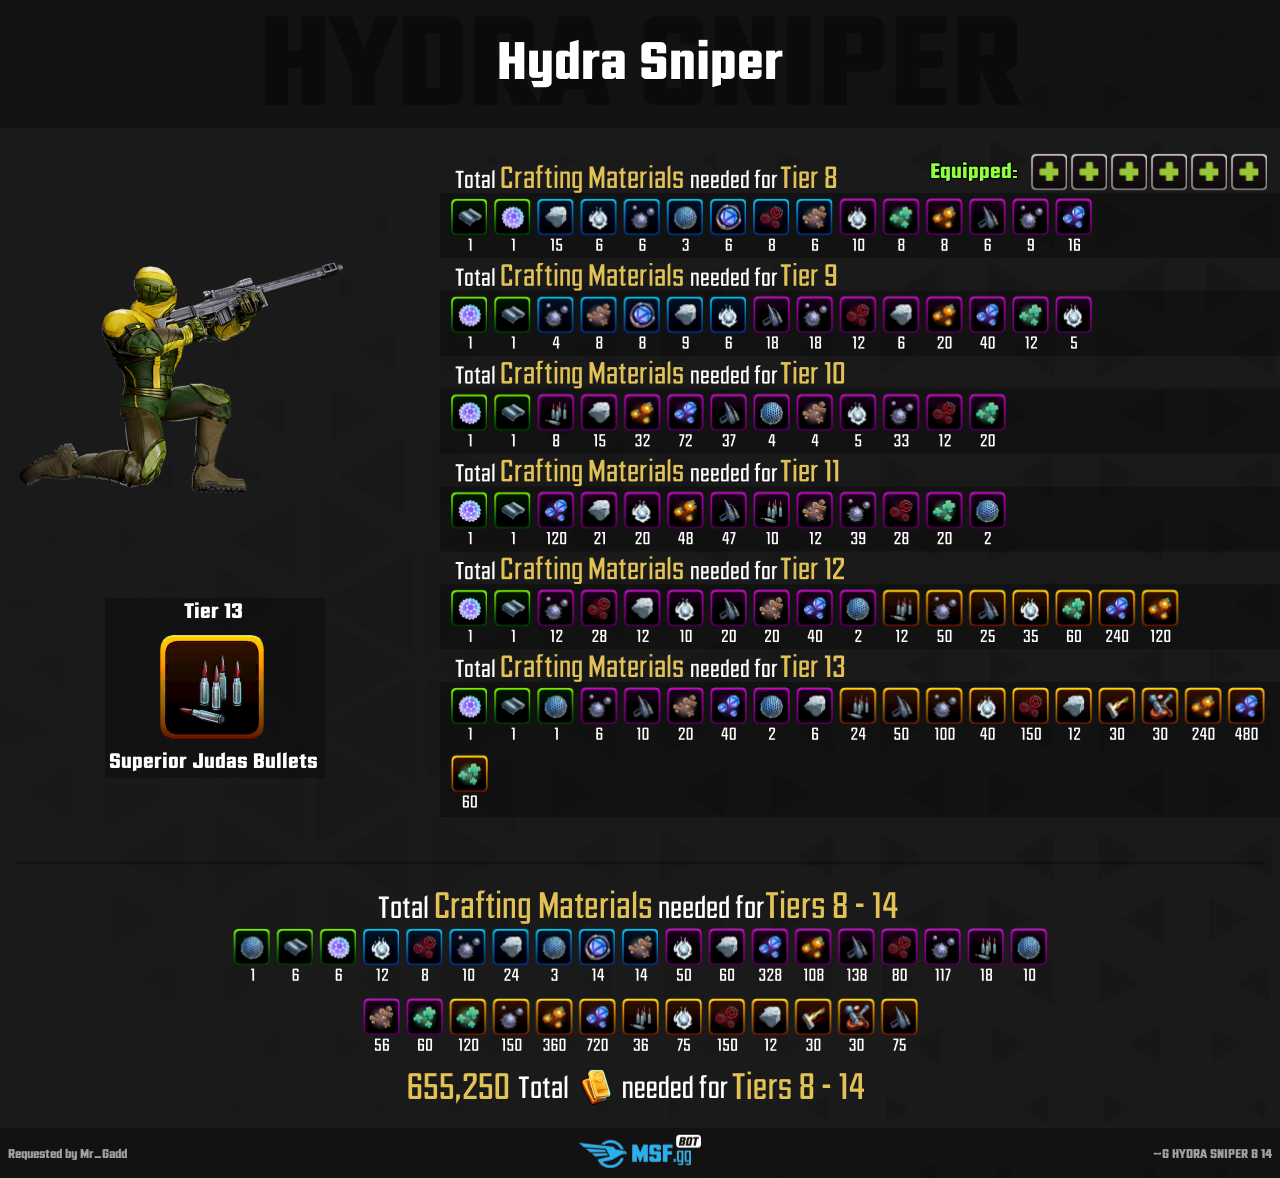 HYDRA SNIPER
Hydra Sniper
Equipped:
Total Crafting Materials needed for Tier 8
1 1 15 6 6 3 6 8 6 10 8 8 6 9 16
Total Crafting Materials needed for Tier 9
1 1 4 8 8 9 6 18 18 12 6 20 40 12 5
Total Crafting Materials needed for Tier 10
1 1 8 15 32 72 37 4 4 5 33 12 20
Total Crafting Materials needed for Tier 11
1 1 120 21 20 48 47 10 12 39 28 20 2
Total Crafting Materials needed for Tier 12
1 1 12 28 12 10 20 20 40 2 12 50 25 35 60 240 120
Total Crafting Materials needed for Tier 13
1 1 1 6 10 20 40 2 6 24 50 100 40 150 12 30 30 240 480
60
Tier 13
Superior Judas Bullets
Total Crafting Materials needed for Tiers 8 - 14
1 6 6 12 8 10 24 3 14 14 50 60 328 108 138 80 117 18 10
56 60 120 150 360 720 36 75 150 12 30 30 75
655,250 Total needed for Tiers 8 - 14
Requested by Mr_Gadd
MSF.gg BOT
~G HYDRA SNIPER 8 14